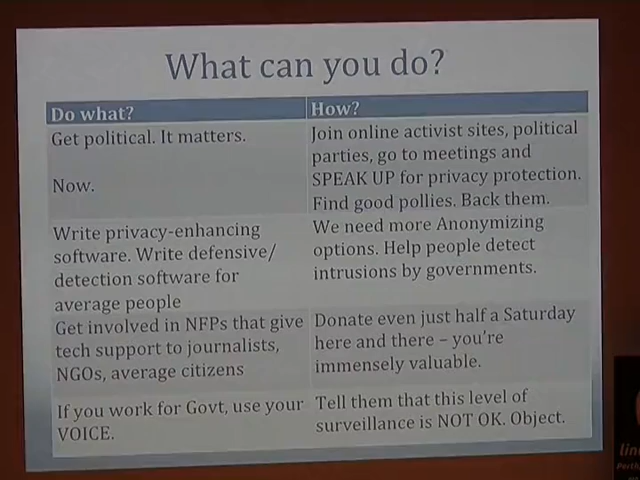 What can you do?
Do what?
How?
Get political. It matters.
Now.
Join online activist sites, political
parties, go to meetings and
SPEAK UP for privacy protection.
Find good pollies. Back them.
Write privacy-enhancing
software. Write defensive/
detection software for
average people
We need more Anonymizing
options. Help people detect
intrusions by governments.
Get involved in NFPs that give
tech support to journalists,
NGOs, average citizens
Donate even just half a Saturday
here and there – you're
immensely valuable.
If you work for Govt, use your
VOICE.
Tell them that this level of
surveillance is NOT OK. Object.